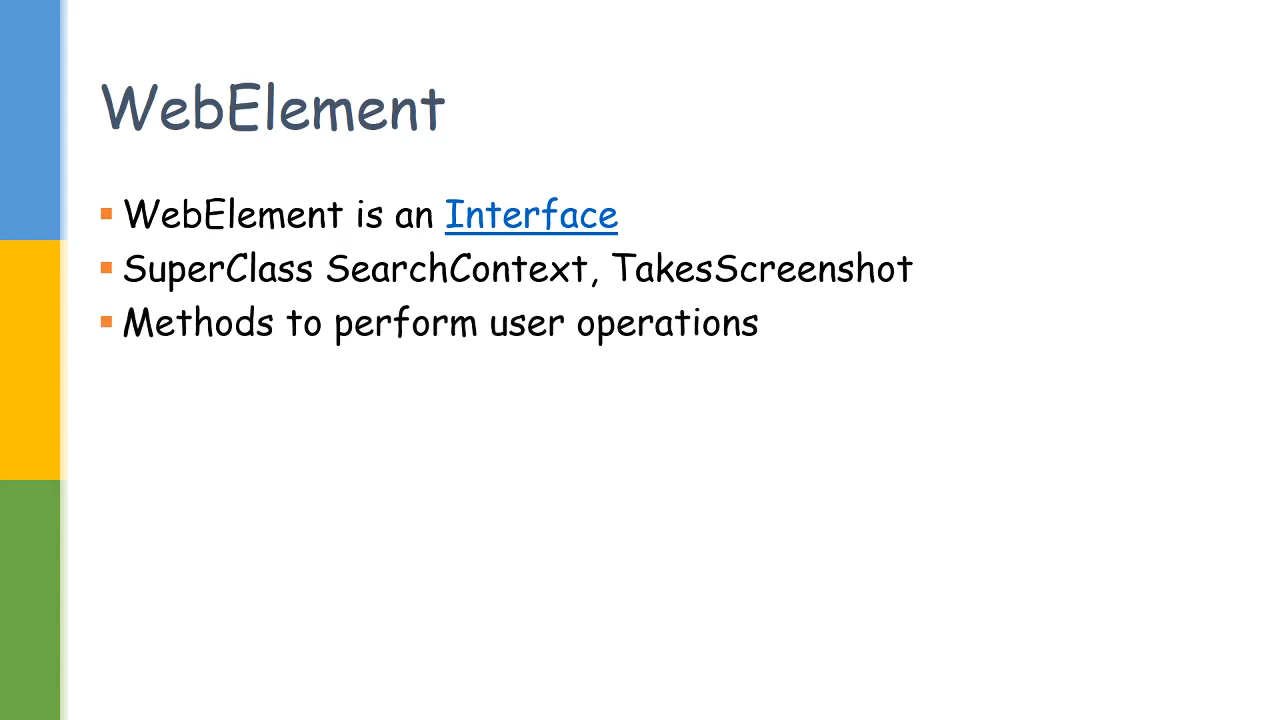 WebElement
▪ WebElement is an Interface
▪ SuperClass SearchContext, TakesScreenshot
▪ Methods to perform user operations